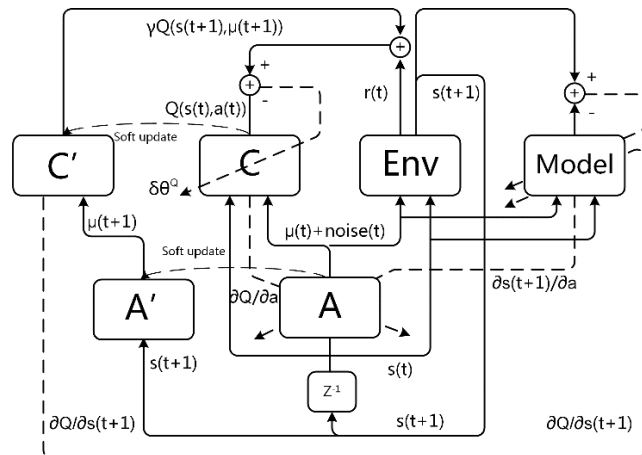 γQ(s(t+1),μ(t+1))
+
+
+
-
+
+
-
Q(s(t),a(t))
r(t)
s(t+1)
Soft update
C′
C
Env
Model
δθ^Q
μ(t+1)
μ(t)+noise(t)
Soft update
∂Q/∂a
∂s(t+1)/∂a
A′
A
s(t+1)
s(t)
Z⁻¹
∂Q/∂s(t+1)
s(t+1)
∂Q/∂s(t+1)